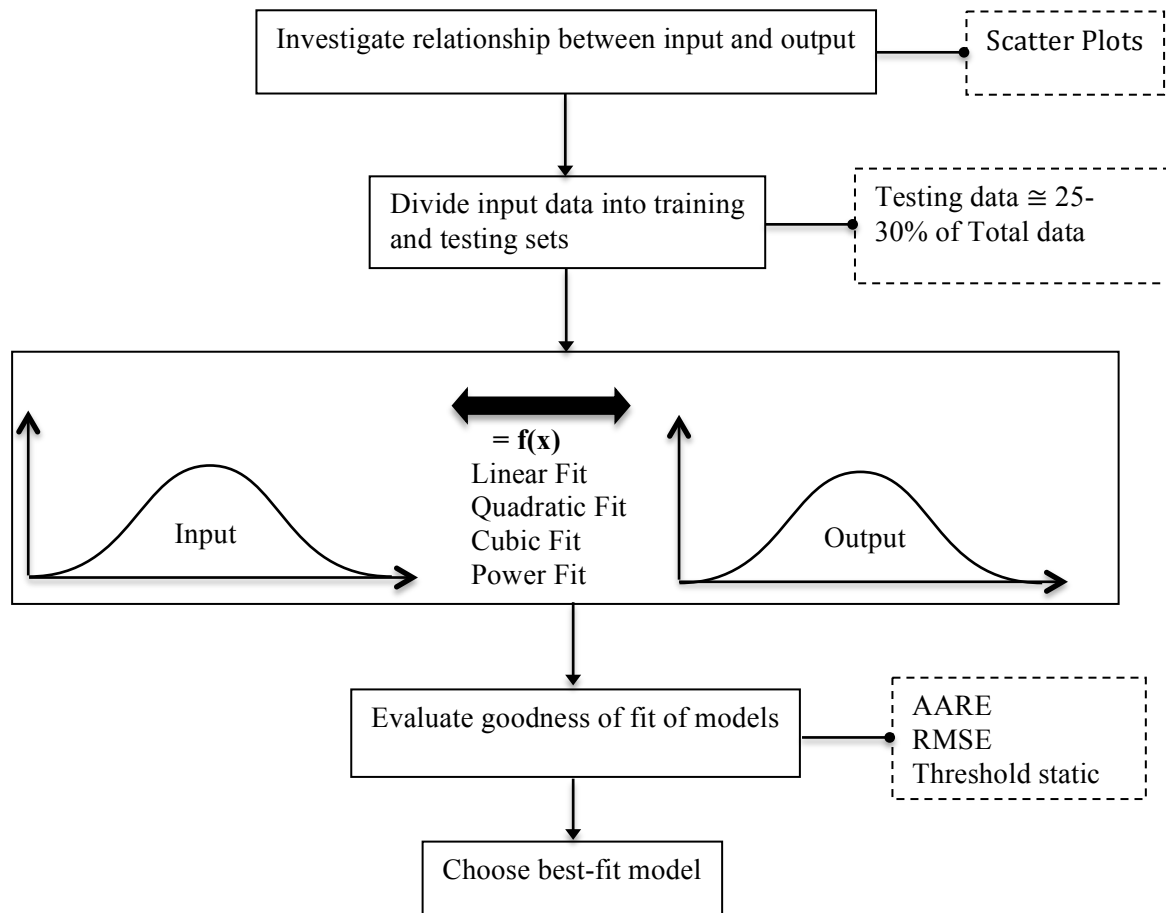 Investigate relationship between input and output
Scatter Plots
Divide input data into training
and testing sets
Testing data ≅ 25-
30% of Total data
= f(x)
Linear Fit
Quadratic Fit
Cubic Fit
Power Fit
Input
Output
Evaluate goodness of fit of models
AARE
RMSE
Threshold static
Choose best-fit model